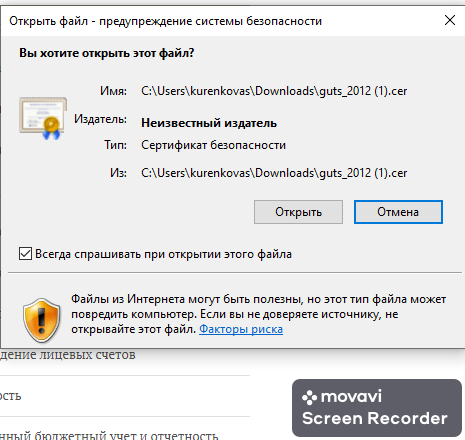 Открыть файл - предупреждение системы безопасности
Вы хотите открыть этот файл?
Имя: C:\Users\kurenkovas\Downloads\guts_2012 (1).cer
Издатель: Неизвестный издатель
Тип: Сертификат безопасности
Из: C:\Users\kurenkovas\Downloads\guts_2012 (1).cer
Открыть Отмена
Всегда спрашивать при открытии этого файла
Файлы из Интернета могут быть полезны, но этот тип файла может
повредить компьютер. Если вы не доверяете источнику, не
открывайте этот файл. Факторы риска
дение лицевых счетов
ость
нный бюджетный учет и отчетность
movavi
Screen Recorder